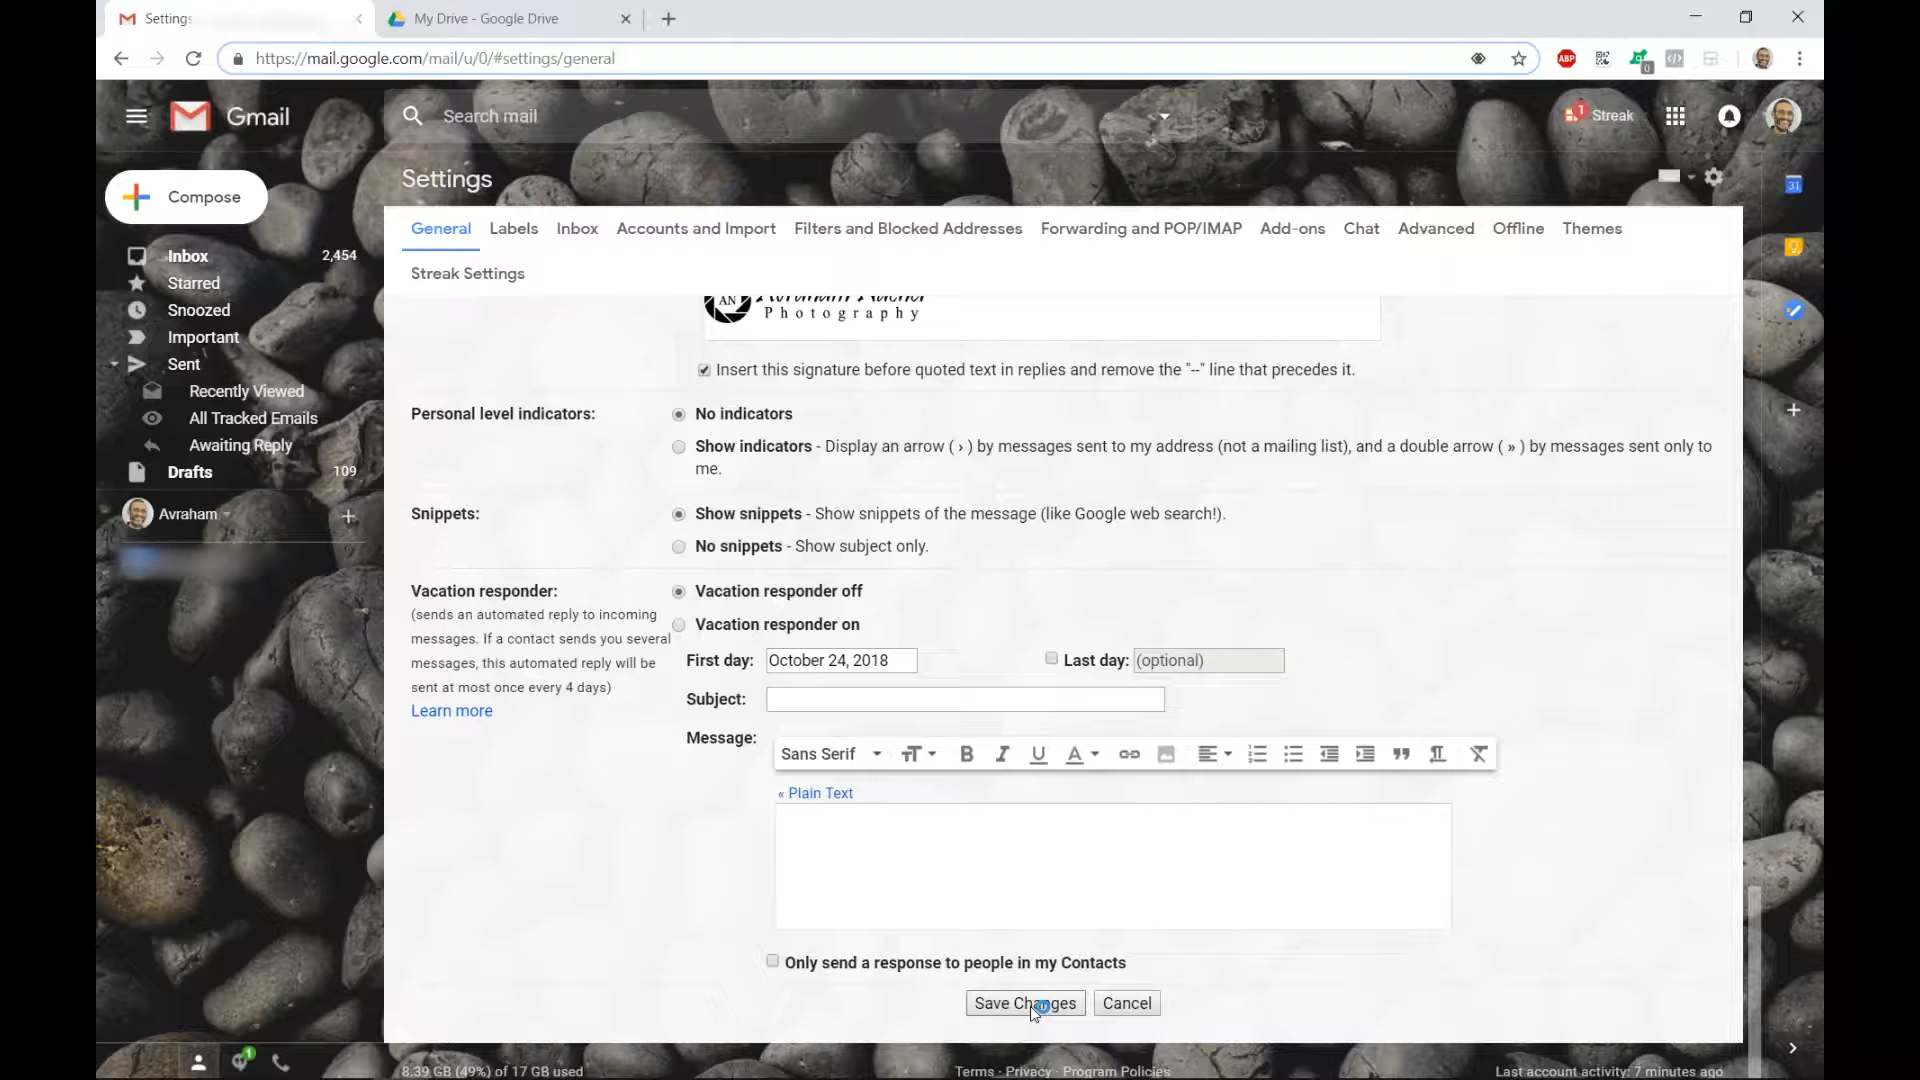 Settings
My Drive - Google Drive
https://mail.google.com/mail/u/0/#settings/general
ABP
0
Gmail
Search mail
1
Streak
Compose
Settings
31
General Labels Inbox Accounts and Import Filters and Blocked Addresses Forwarding and POP/IMAP Add-ons Chat Advanced Offline Themes
Streak Settings
Inbox 2,454
Starred
Snoozed
Important
Sent
Recently Viewed
All Tracked Emails
Awaiting Reply
Drafts 109
Avraham
AN
Photography
Insert this signature before quoted text in replies and remove the "--" line that precedes it.
Personal level indicators:
No indicators
Show indicators - Display an arrow ( › ) by messages sent to my address (not a mailing list), and a double arrow ( » ) by messages sent only to
me.
Snippets:
Show snippets - Show snippets of the message (like Google web search!).
No snippets - Show subject only.
Vacation responder:
(sends an automated reply to incoming
messages. If a contact sends you several
messages, this automated reply will be
sent at most once every 4 days)
Learn more
Vacation responder off
Vacation responder on
First day: October 24, 2018 Last day: (optional)
Subject:
Message:
Sans Serif
« Plain Text
Only send a response to people in my Contacts
Save Changes Cancel
1
8.39 GB (49%) of 17 GB used
Terms · Privacy · Program Policies
Last account activity: 7 minutes ago